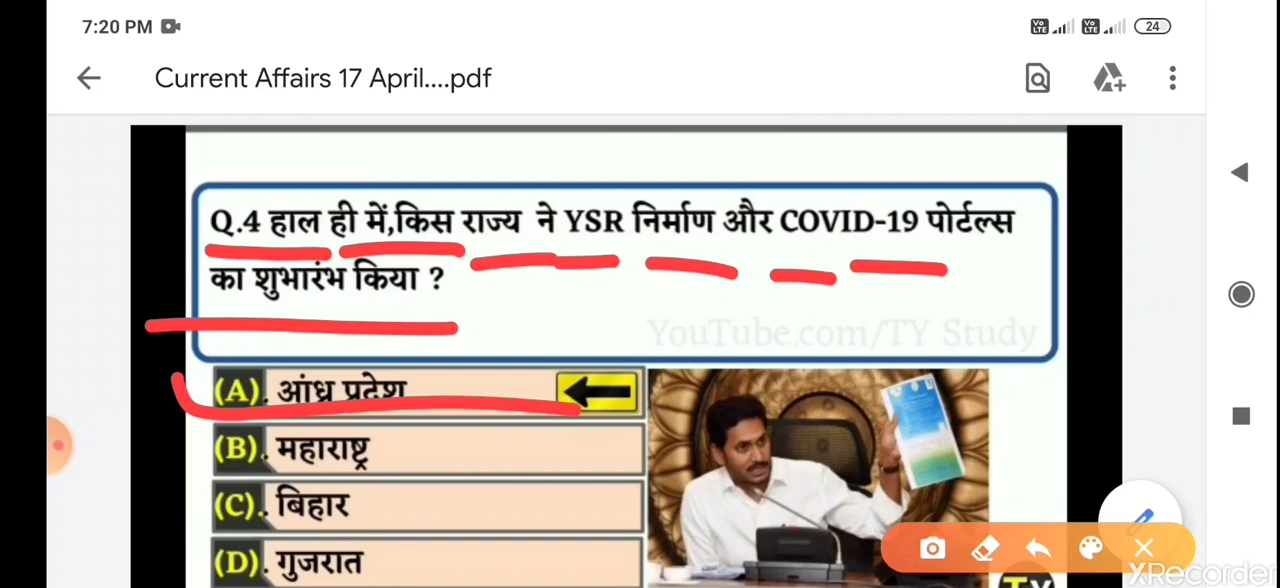 7:20 PM 24
Current Affairs 17 April....pdf
Q.4 हाल ही में,किस राज्य ने YSR निर्माण और COVID-19 पोर्टल्स
का शुभारंभ किया ?
YouTube.com/TY Study
(A). आंध्र प्रदेश
(B). महाराष्ट्र
(C). बिहार
(D). गुजरात
XRecorder